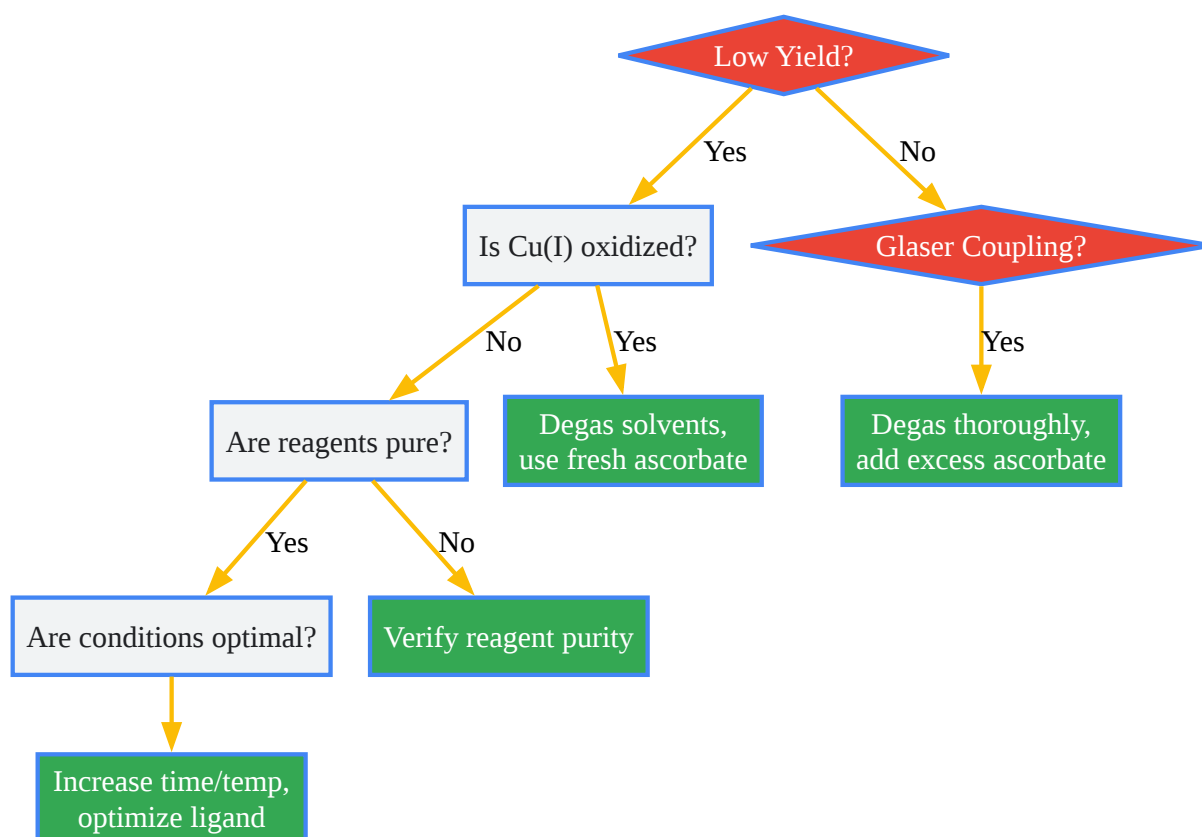 Low Yield?
Yes
No
Is Cu(I) oxidized?
Glaser Coupling?
No
Yes
Yes
Are reagents pure?
Degas solvents,
use fresh ascorbate
Degas thoroughly,
add excess ascorbate
Yes
No
Are conditions optimal?
Verify reagent purity
Increase time/temp,
optimize ligand